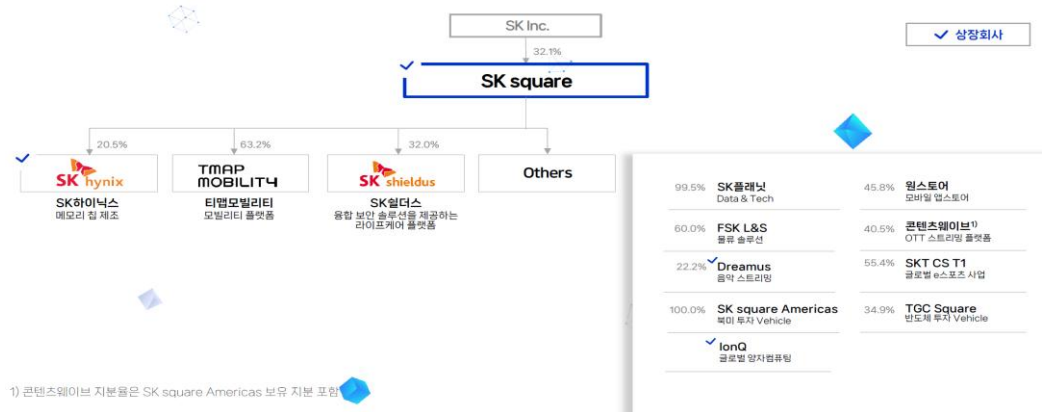 SK Inc.
상장회사
32.1%
SK square
20.5%
63.2%
32.0%
SK hynix
TMAP
MOBILITY
SK shieldus
Others
SK하이닉스
메모리 칩 제조
티맵모빌리티
모빌리티 플랫폼
SK쉴더스
융합 보안 솔루션을 제공하는
라이프케어 플랫폼
99.5% SK플래닛
Data & Tech
45.8% 원스토어
모바일 앱스토어
60.0% FSK L&S
물류 솔루션
40.5% 콘텐츠웨이브1)
OTT 스트리밍 플랫폼
22.2% Dreamus
음악 스트리밍
55.4% SKT CS T1
글로벌 e스포츠 사업
100.0% SK square Americas
북미 투자 Vehicle
34.9% TGC Square
반도체 투자 Vehicle
IonQ
글로벌 양자컴퓨팅
1) 콘텐츠웨이브 지분율은 SK square Americas 보유 지분 포함